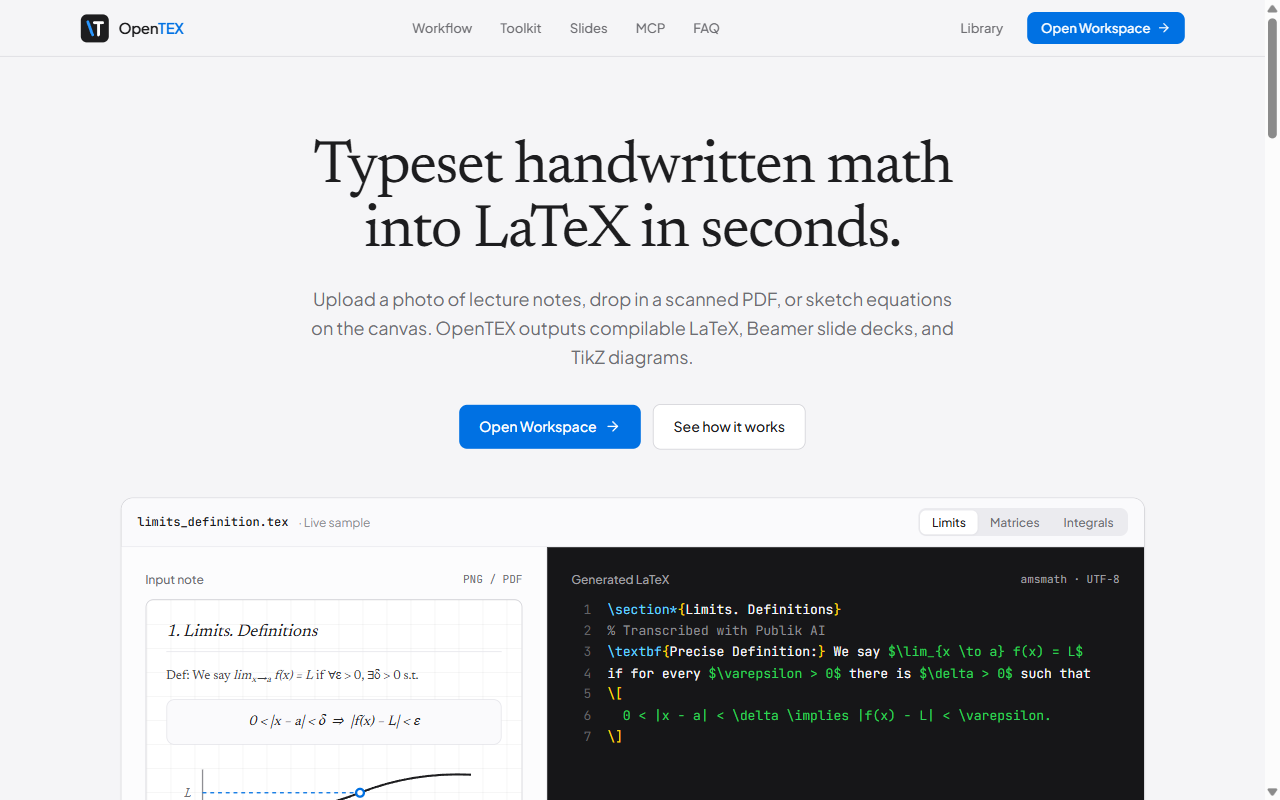 OpenTEX
Workflow Toolkit Slides MCP FAQ
Library
Open Workspace →
Typeset handwritten math
into LaTeX in seconds.
Upload a photo of lecture notes, drop in a scanned PDF, or sketch equations
on the canvas. OpenTEX outputs compilable LaTeX, Beamer slide decks, and
TikZ diagrams.
Open Workspace →
See how it works
limits_definition.tex · Live sample
Limits Matrices Integrals
Input note PNG / PDF
1. Limits. Definitions
Def: We say lim x→a f(x) = L if ∀ε > 0, ∃δ > 0 s.t.
0 < |x − a| < δ ⇒ |f(x) − L| < ε
L
Generated LaTeX amsmath · UTF-8
1 \section*{Limits. Definitions}
2 % Transcribed with Publik AI
3 \textbf{Precise Definition:} We say $\lim_{x \to a} f(x) = L$
4 if for every $\varepsilon > 0$ there is $\delta > 0$ such that
5 \[
6 0 < |x - a| < \delta \implies |f(x) - L| < \varepsilon.
7 \]